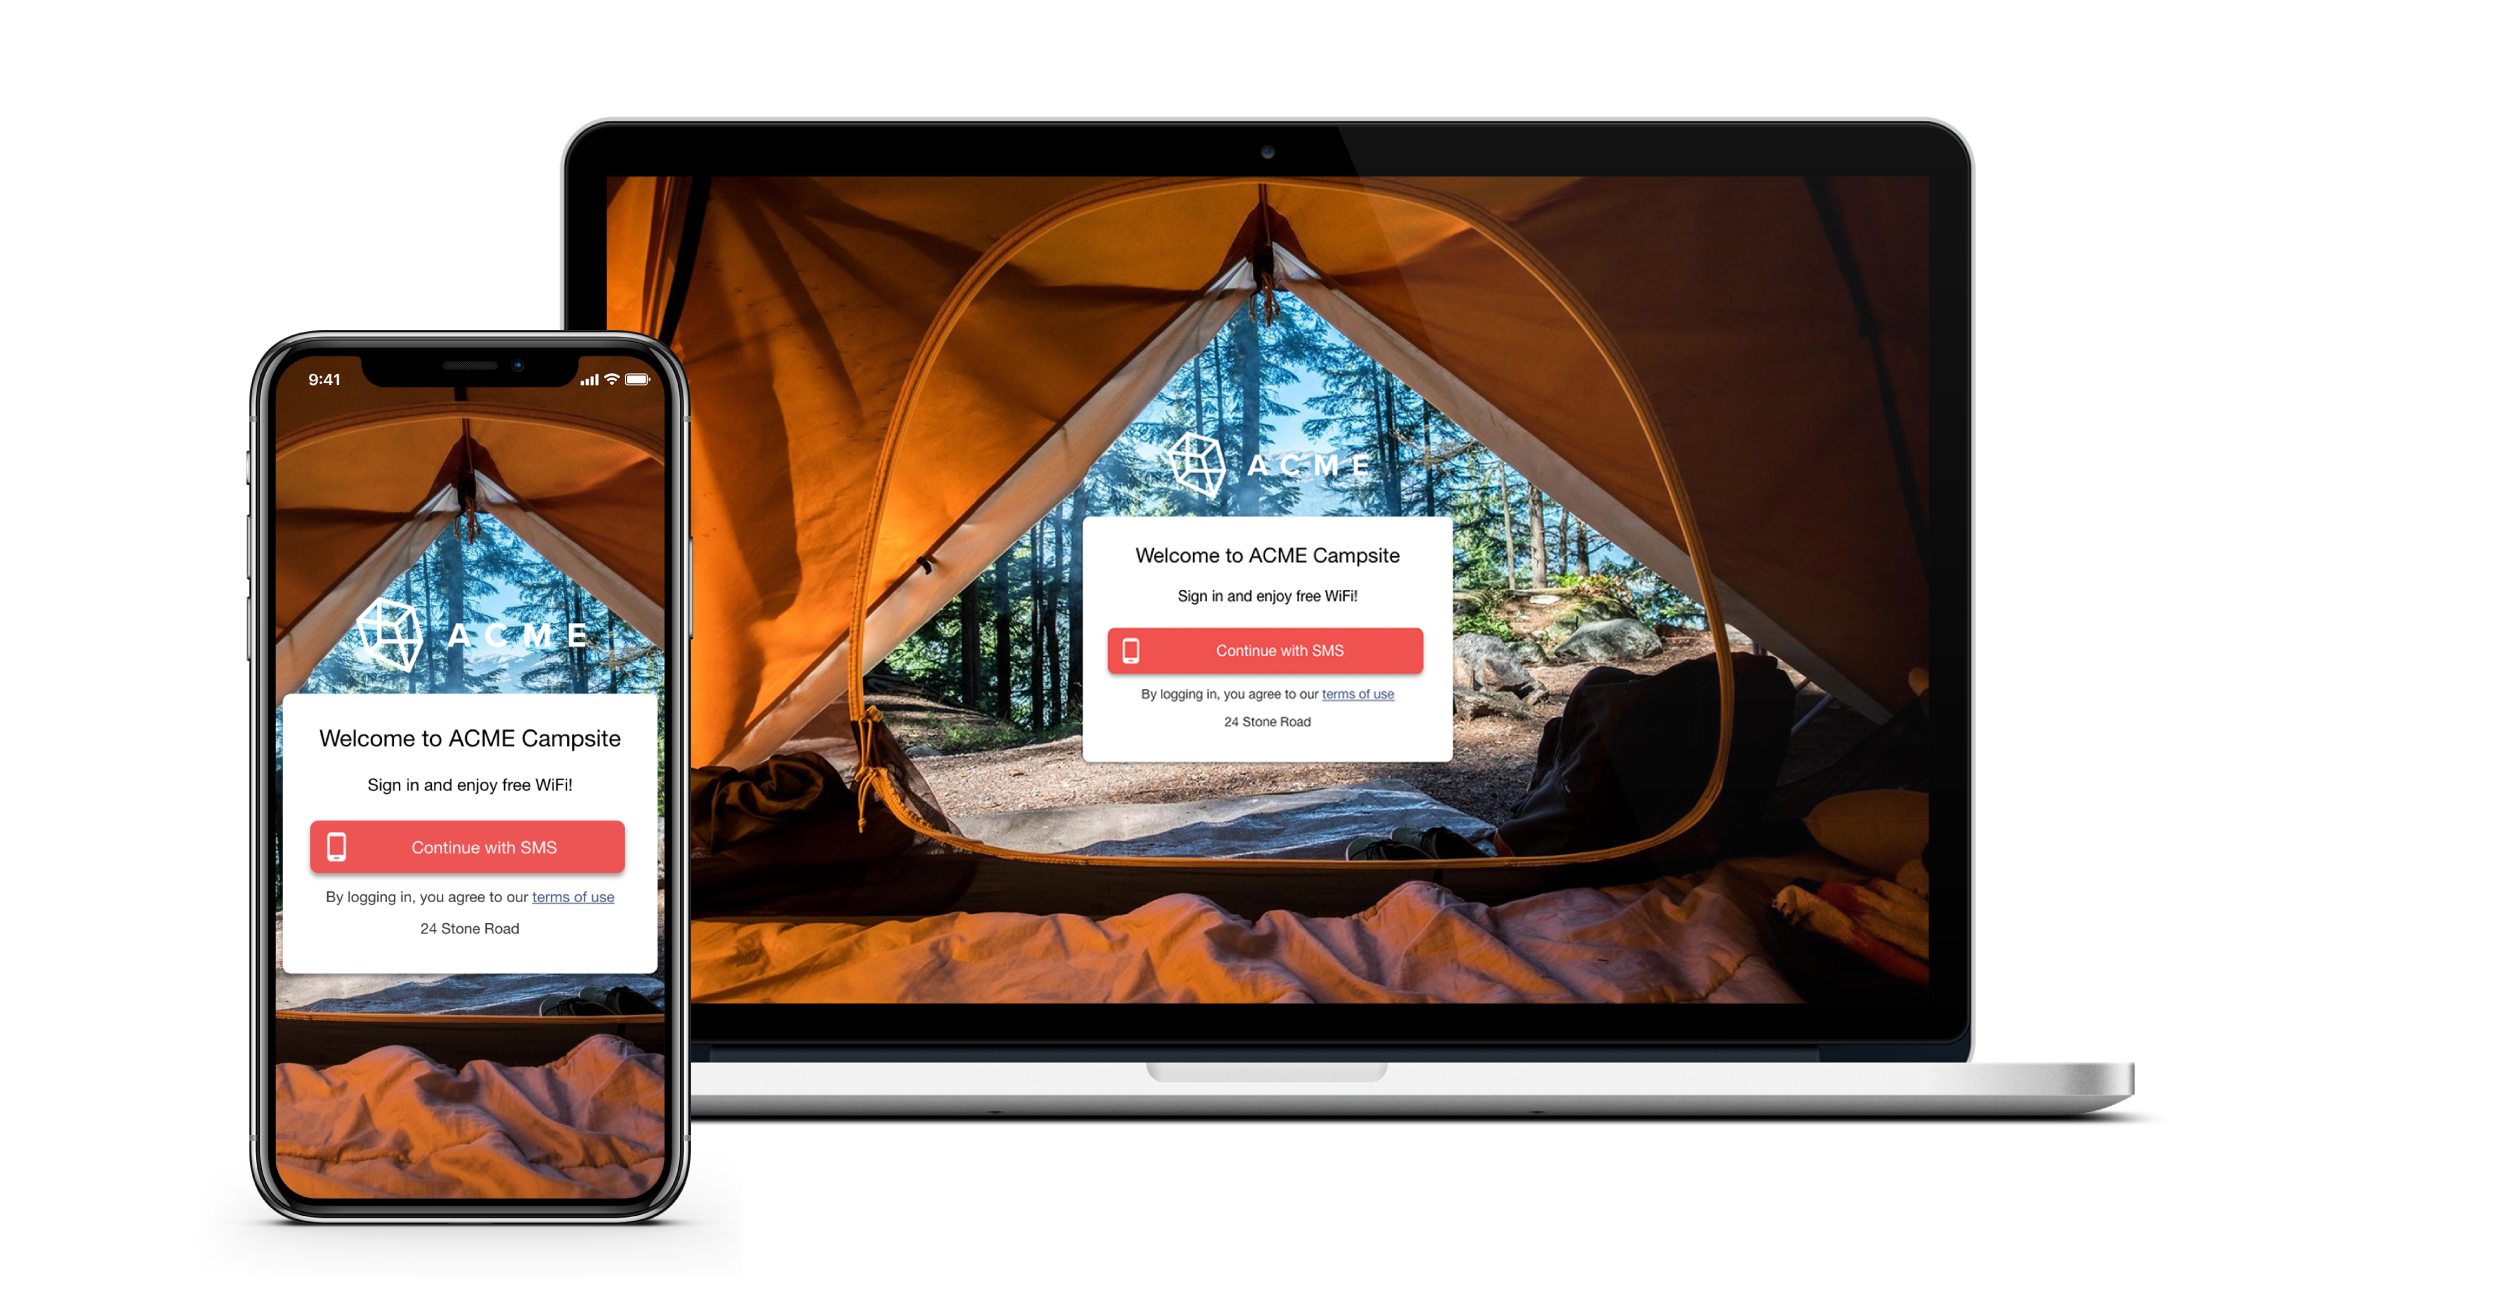 9:41
ACME
Welcome to ACME Campsite
Sign in and enjoy free WiFi!
Continue with SMS
By logging in, you agree to our terms of use
24 Stone Road
ACME
Welcome to ACME Campsite
Sign in and enjoy free WiFi!
Continue with SMS
By logging in, you agree to our terms of use
24 Stone Road